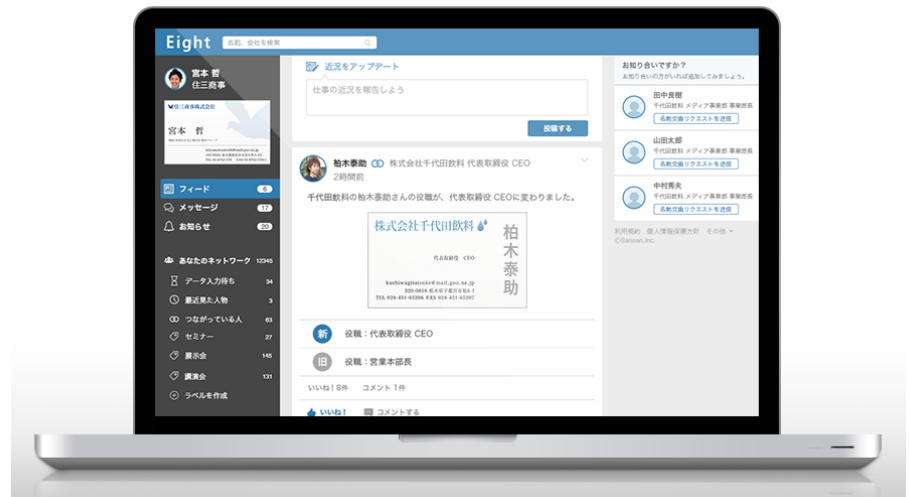 Eight
名前、会社を検索
宮本 哲
住三商事
住三商事株式会社
宮本 哲
フィード 6
メッセージ 17
お知らせ 20
あなたのネットワーク 12345
データ入力待ち 34
最近見た人物 3
つながっている人 63
セミナー 27
展示会 145
講演会 131
ラベルを作成
近況をアップデート
仕事の近況を報告しよう
投稿する
柏木泰助 株式会社千代田飲料 代表取締役 CEO
2時間前
千代田飲料の柏木泰助さんの役職が、代表取締役 CEOに変わりました。
株式会社千代田飲料
代表取締役 CEO
柏木泰助
TEL 028-451-65206 FAX 028-451-65207
新 役職：代表取締役 CEO
旧 役職：営業本部長
いいね！8件 コメント 1件
いいね！ コメントする
お知り合いですか？
お知り合いの方がいれば追加してみましょう。
田中良樹
千代田飲料 メディア事業部 事業部長
名刺交換リクエストを送信
山田太郎
千代田飲料 メディア事業部 事業部長
名刺交換リクエストを送信
中村秀夫
千代田飲料 メディア事業部 事業部長
名刺交換リクエストを送信
利用規約 個人情報保護方針 その他
©Sansan,Inc.